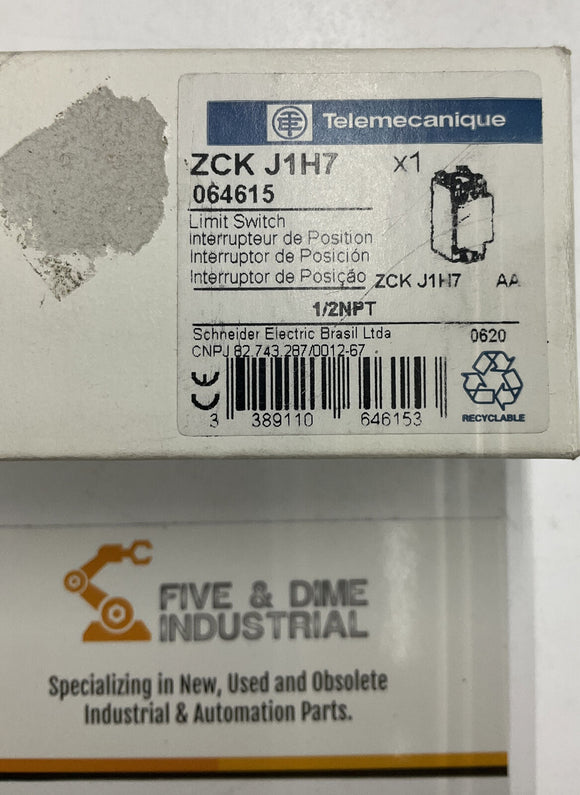 Telemecanique
ZCK J1H7 x1
064615
Limit Switch
Interrupteur de Position
Interruptor de Posición
Interruptor de Posição
ZCK J1H7 AA
1/2NPT
Schneider Electric Brasil Ltda 0620
CNPJ 82.743.287/0012-67
CE
3 389110 646153
RECYCLABLE
FIVE & DIME
INDUSTRIAL
Specializing in New, Used and Obsolete
Industrial & Automation Parts.